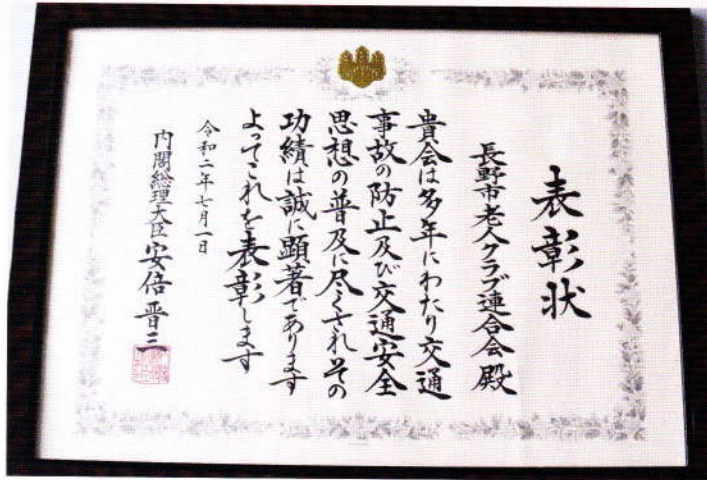 表彰状
長野市老人クラブ連合会殿
貴会は多年にわたり交通
事故の防止及び交通安全
思想の普及に尽くされその
功績は誠に顕著であります
よってこれを表彰します
令和二年七月一日
内閣総理大臣 安倍晋三